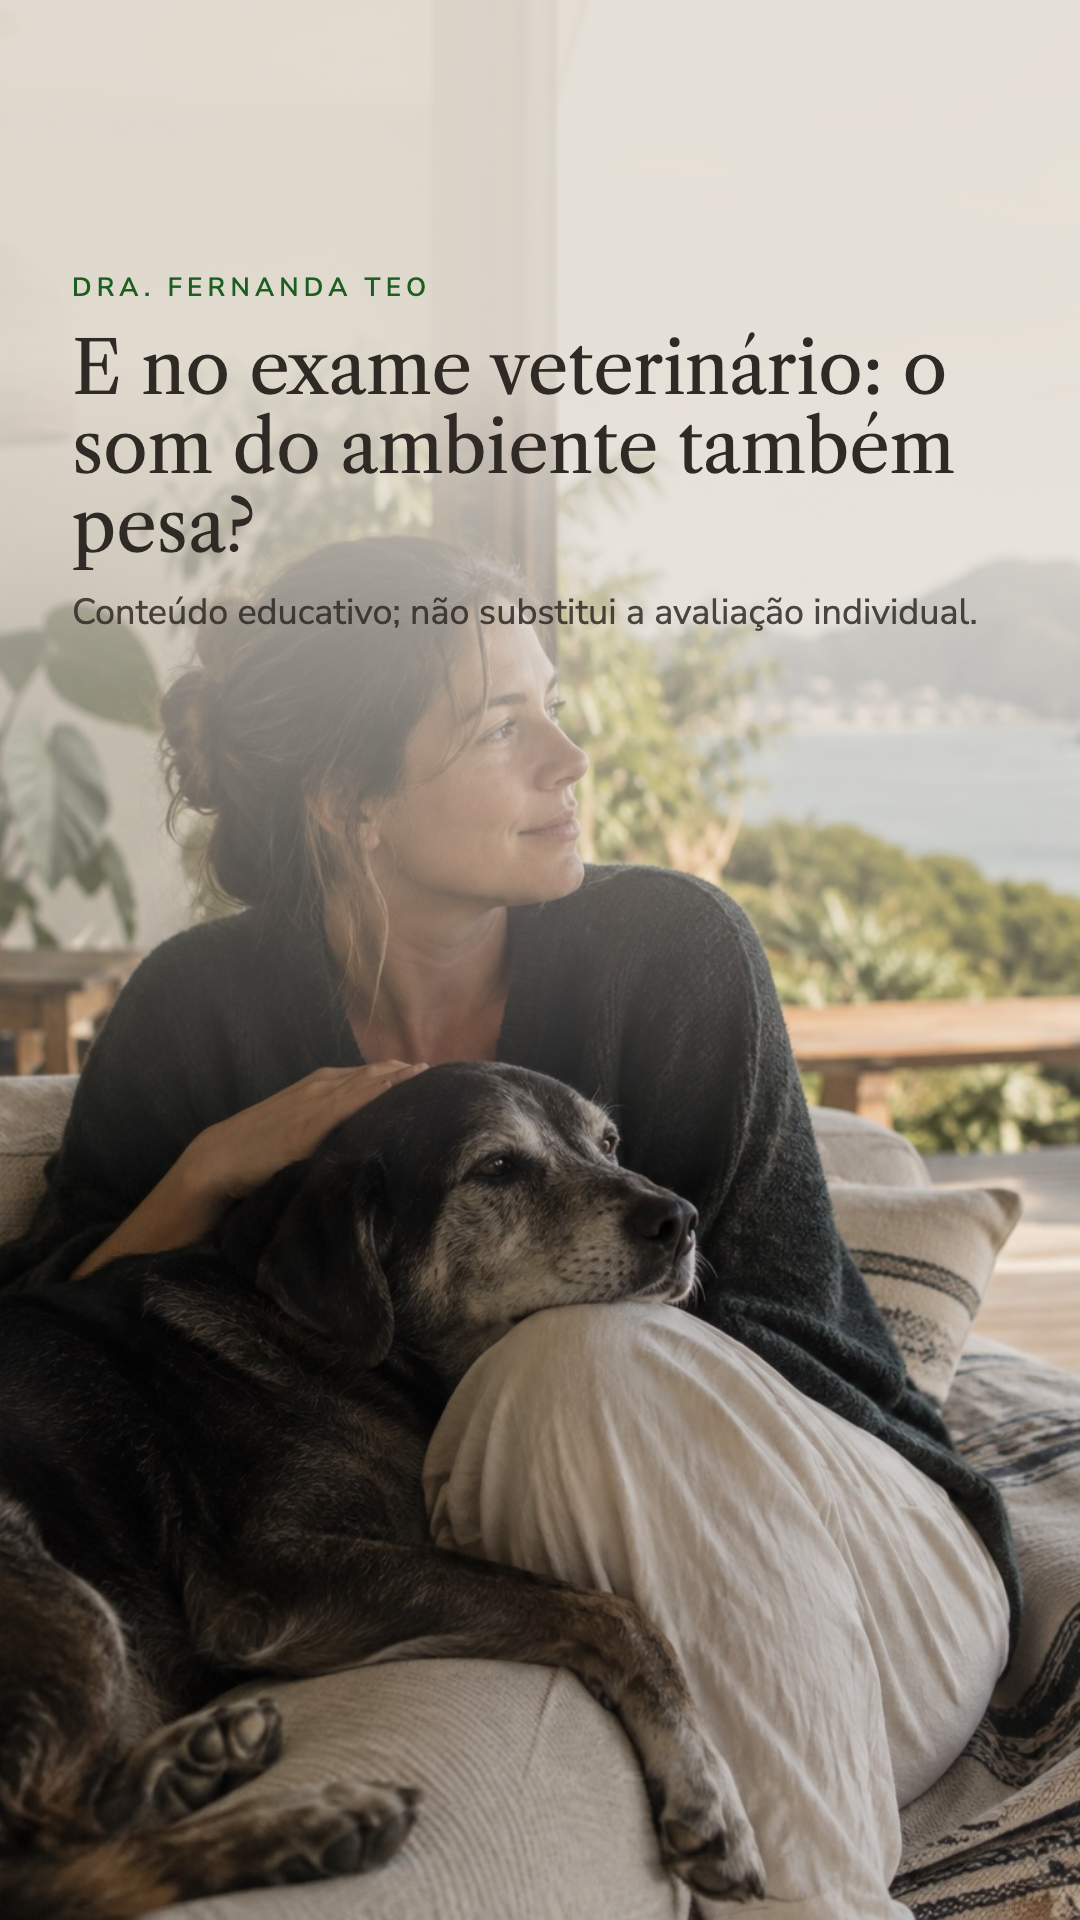 DRA. FERNANDA TEO
E no exame veterinário: o
som do ambiente também
pesa?
Conteúdo educativo; não substitui a avaliação individual.